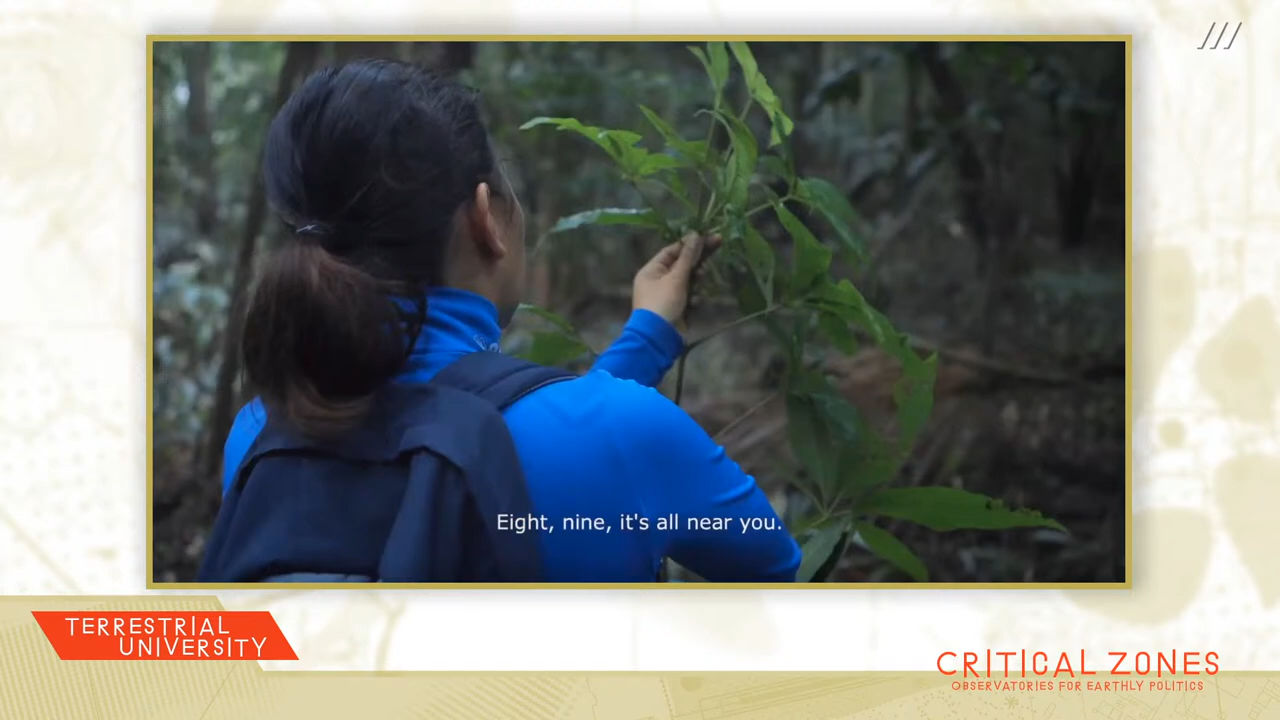 ///
Eight, nine, it's all near you.
TERRESTRIAL
UNIVERSITY
CRITICAL ZONES
OBSERVATORIES FOR EARTHLY POLITICS